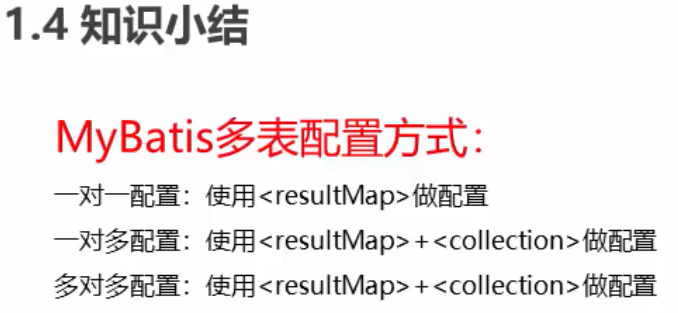 1.4 知识小结
MyBatis多表配置方式：
一对一配置：使用<resultMap>做配置
一对多配置：使用<resultMap>+<collection>做配置
多对多配置：使用<resultMap>+<collection>做配置